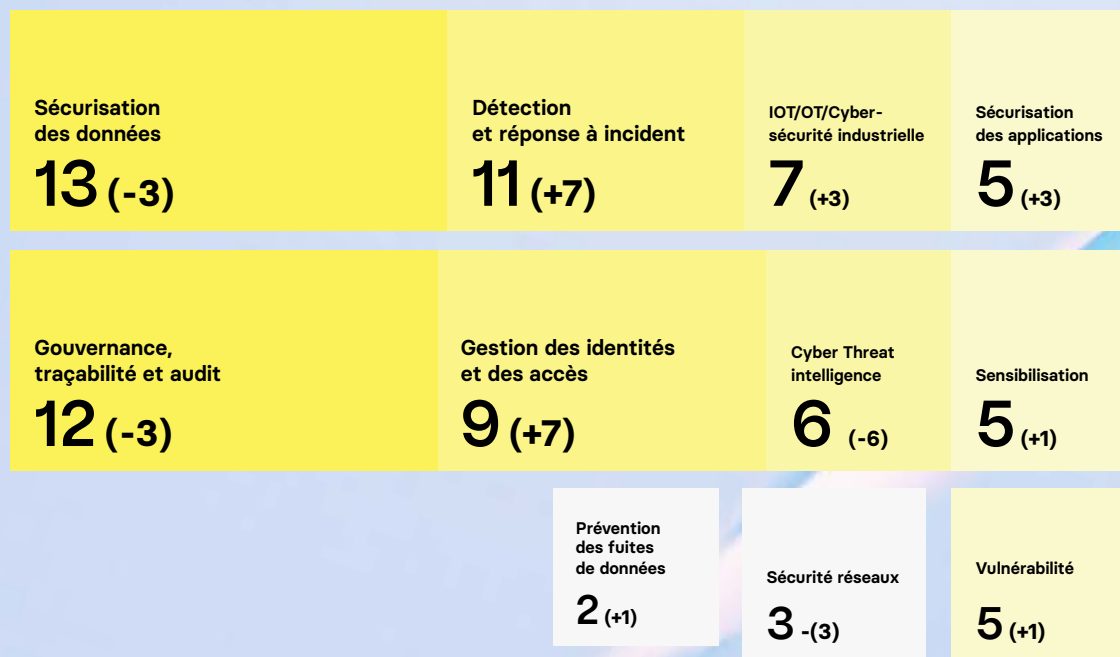 Sécurisation
des données
13 (-3)
Détection
et réponse à incident
11 (+7)
IOT/OT/Cyber-
sécurité industrielle
7 (+3)
Sécurisation
des applications
5 (+3)
Gouvernance,
traçabilité et audit
12 (-3)
Gestion des identités
et des accès
9 (+7)
Cyber Threat
intelligence
6 (-6)
Sensibilisation
5 (+1)
Prévention
des fuites
de données
2 (+1)
Sécurité réseaux
3 -(3)
Vulnérabilité
5 (+1)